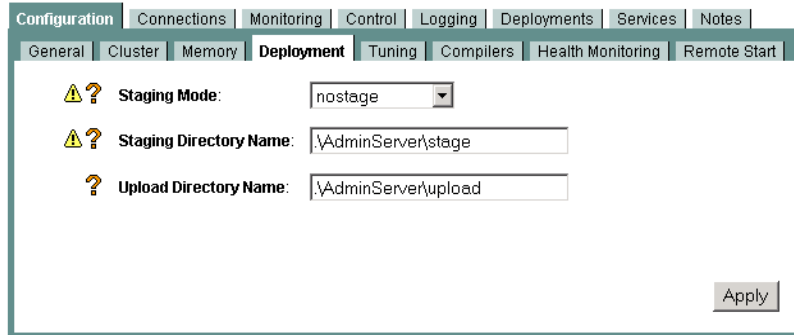 Configuration Connections Monitoring Control Logging Deployments Services Notes
General Cluster Memory Deployment Tuning Compilers Health Monitoring Remote Start
? Staging Mode: nostage
? Staging Directory Name: .\AdminServer\stage
? Upload Directory Name: .\AdminServer\upload
Apply